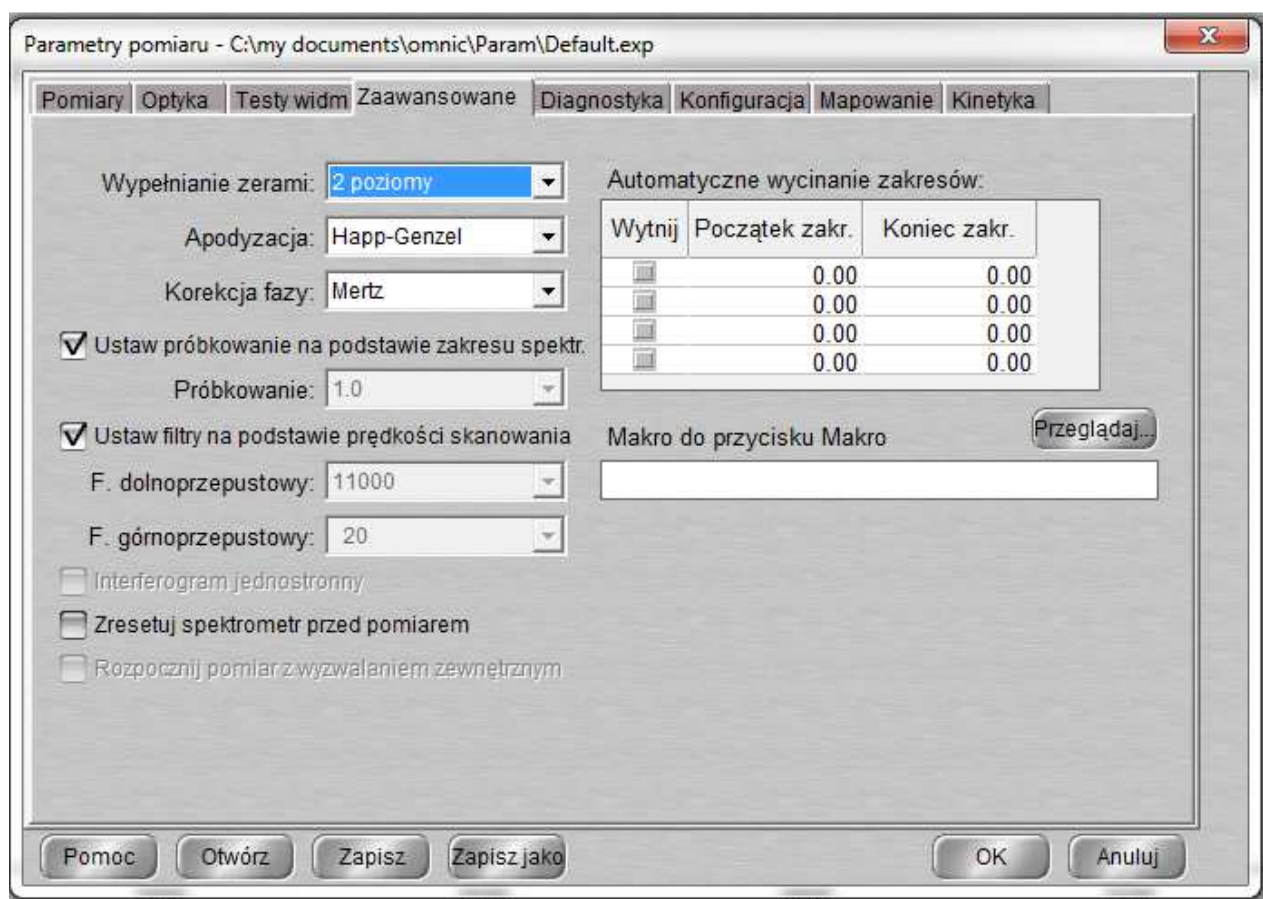 Parametry pomiaru - C:\my documents\omnic\Param\Default.exp
Pomiary Optyka Testy widm Zaawansowane Diagnostyka Konfiguracja Mapowanie Kinetyka
Wypełnianie zerami: 2 poziomy
Apodyzacja: Happ-Genzel
Korekcja fazy: Mertz
Ustaw próbkowanie na podstawie zakresu spektr.
Próbkowanie: 1.0
Ustaw filtry na podstawie prędkości skanowania
F. dolnoprzepustowy: 11000
F. górnoprzepustowy: 20
Interferogram jednostronny
Zresetuj spektrometr przed pomiarem
Rozpocznij pomiar z wyzwalaniem zewnętrznym
Automatyczne wycinanie zakresów:
Wytnij Początek zakr. Koniec zakr.
0.00 0.00
0.00 0.00
0.00 0.00
0.00 0.00
Makro do przycisku Makro Przeglądaj...
Pomoc Otwórz Zapisz Zapisz jako OK Anuluj